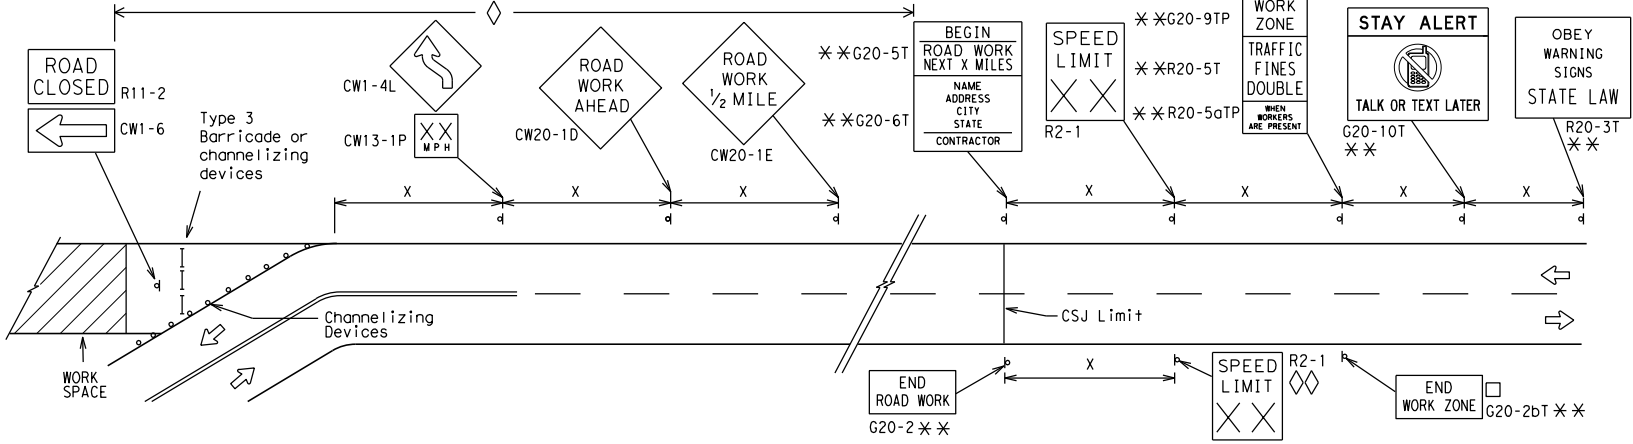 ROAD
CLOSED
R11-2
CW1-6
Type 3
Barricade or
channelizing
devices
CW1-4L
XX
MPH
CW13-1P
ROAD
WORK
AHEAD
CW20-1D
ROAD
WORK
1/2 MILE
CW20-1E
**G20-5T
**G20-6T
BEGIN
ROAD WORK
NEXT X MILES
NAME
ADDRESS
CITY
STATE
CONTRACTOR
SPEED
LIMIT
XX
R2-1
**G20-9TP
**R20-5T
**R20-5aTP
WORK
ZONE
TRAFFIC
FINES
DOUBLE
WHEN
WORKERS
ARE PRESENT
STAY ALERT
TALK OR TEXT LATER
G20-10T
**
OBEY
WARNING
SIGNS
STATE LAW
R20-3T
**
X
X
X
X
X
X
X
Channelizing
Devices
CSJ Limit
WORK
SPACE
X
END
ROAD WORK
G20-2 **
SPEED
LIMIT
XX
R2-1
END
WORK ZONE
G20-2bT **